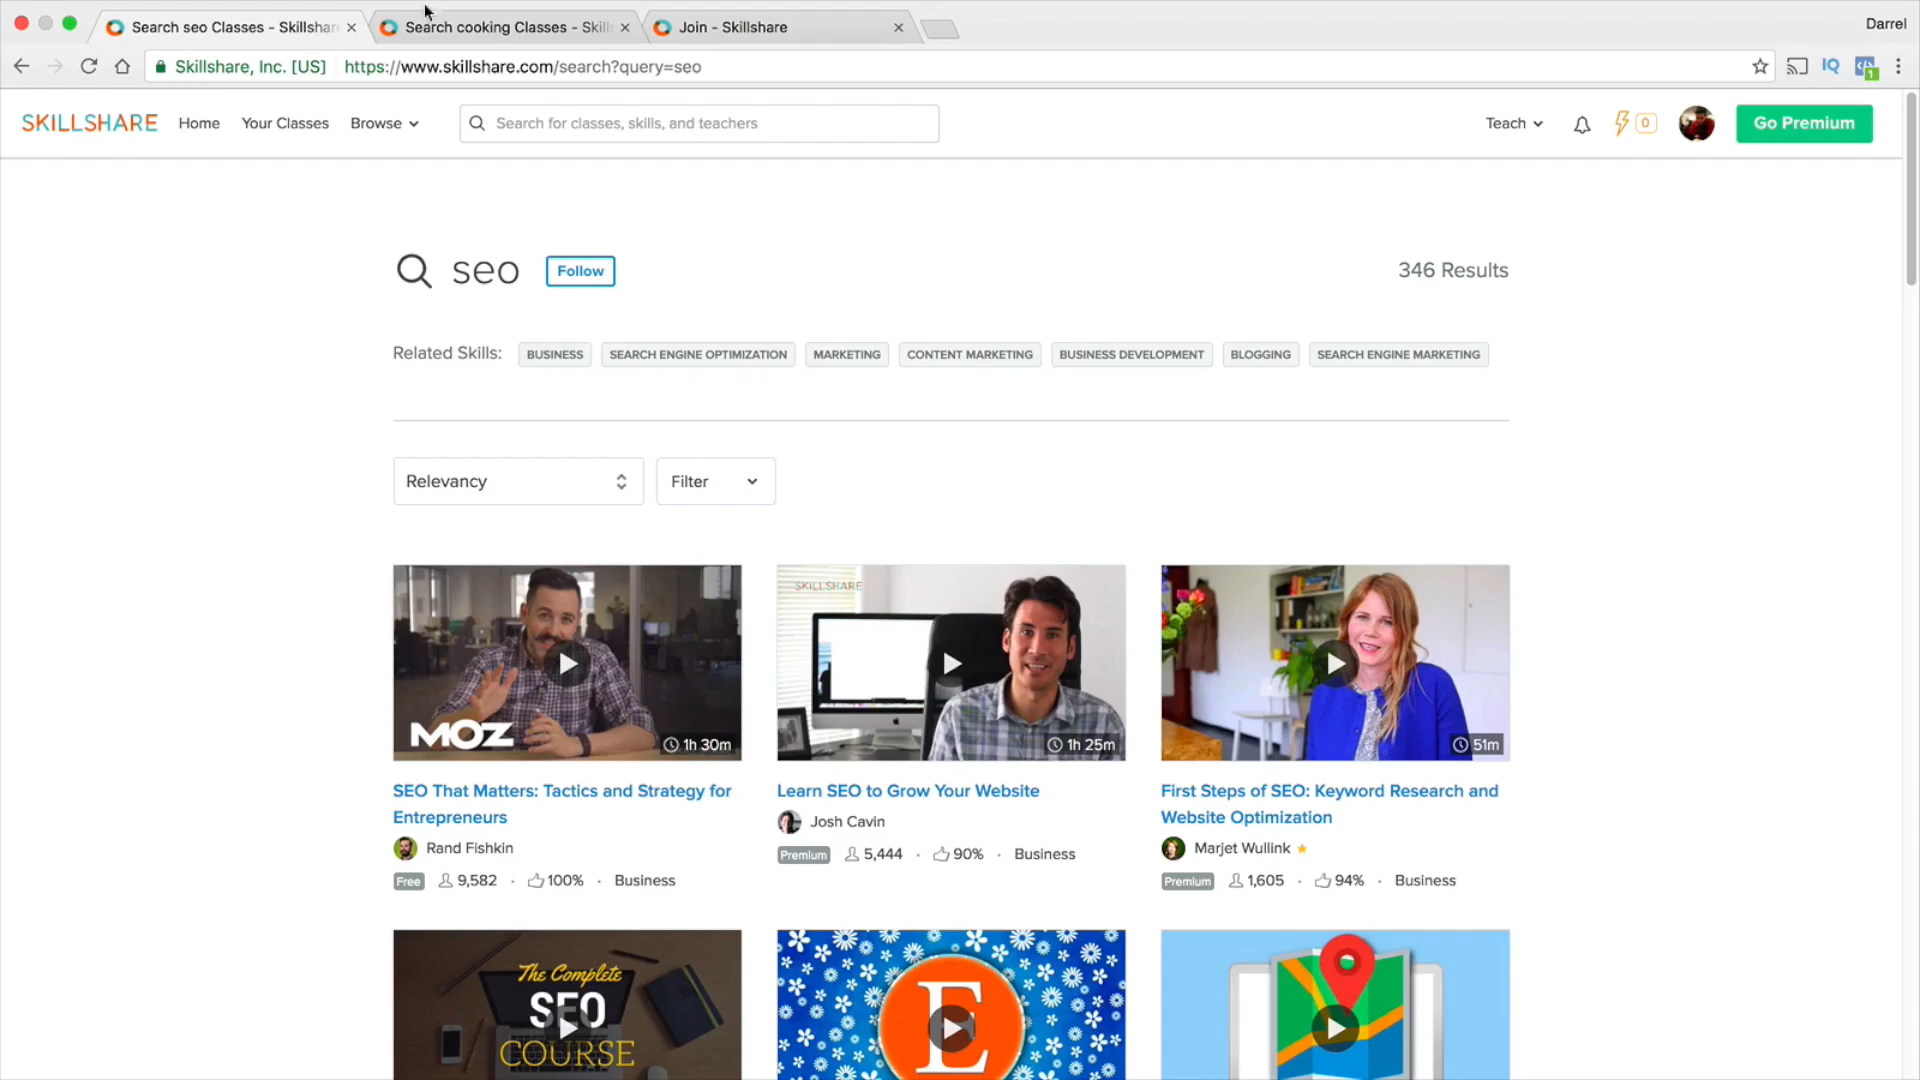 Search seo Classes - Skillshar
Search cooking Classes - Skills
Join - Skillshare
Darrel
Skillshare, Inc. [US]
https://www.skillshare.com/search?query=seo
IQ
1
SKILLSHARE
Home
Your Classes
Browse
Search for classes, skills, and teachers
Teach
0
Go Premium
seo
Follow
346 Results
Related Skills:
BUSINESS
SEARCH ENGINE OPTIMIZATION
MARKETING
CONTENT MARKETING
BUSINESS DEVELOPMENT
BLOGGING
SEARCH ENGINE MARKETING
Relevancy
Filter
MOZ
1h 30m
SKILLSHARE
1h 25m
51m
SEO That Matters: Tactics and Strategy for
Entrepreneurs
Rand Fishkin
Free
9,582
100%
Business
Learn SEO to Grow Your Website
Josh Cavin
Premium
5,444
90%
Business
First Steps of SEO: Keyword Research and
Website Optimization
Marjet Wullink
Premium
1,605
94%
Business
The Complete
SEO
COURSE
E